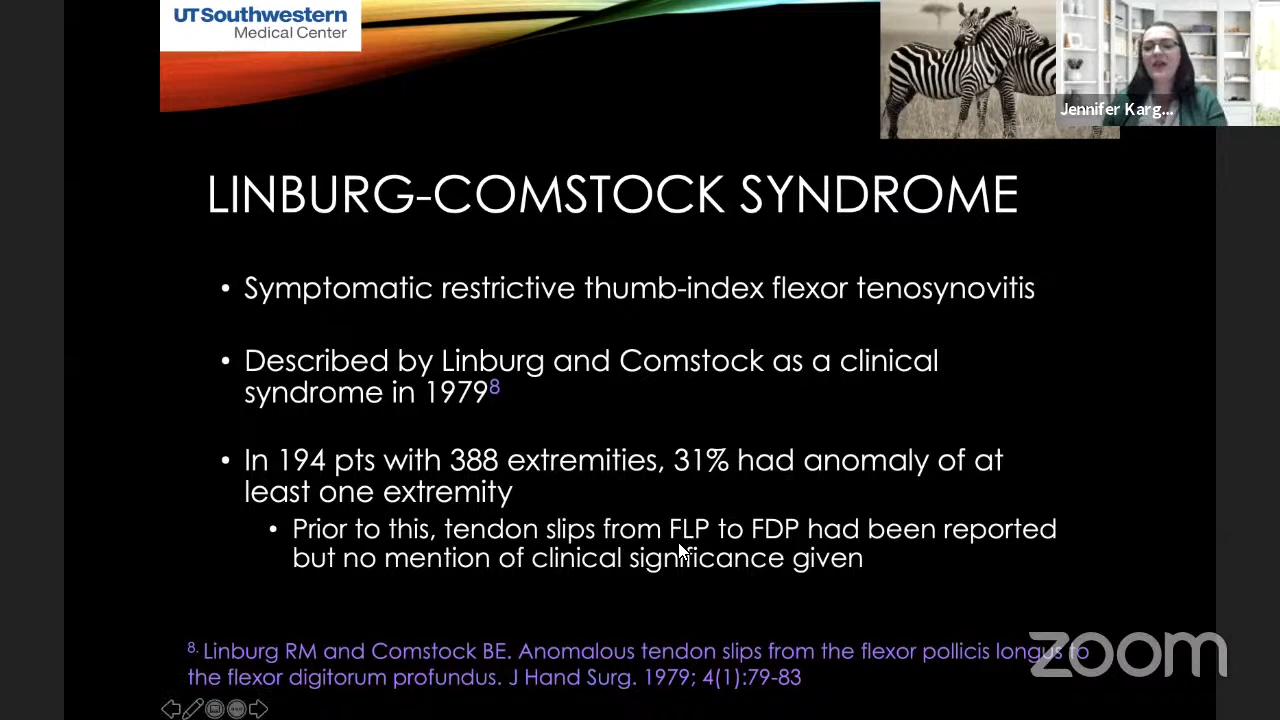 UTSouthwestern
Medical Center
Jennifer Karg...
LINBURG-COMSTOCK SYNDROME
• Symptomatic restrictive thumb-index flexor tenosynovitis
• Described by Linburg and Comstock as a clinical
syndrome in 1979⁸
• In 194 pts with 388 extremities, 31% had anomaly of at
least one extremity
• Prior to this, tendon slips from FLP to FDP had been reported
but no mention of clinical significance given
⁸· Linburg RM and Comstock BE. Anomalous tendon slips from the flexor pollicis longus to
the flexor digitorum profundus. J Hand Surg. 1979; 4(1):79-83
zoom